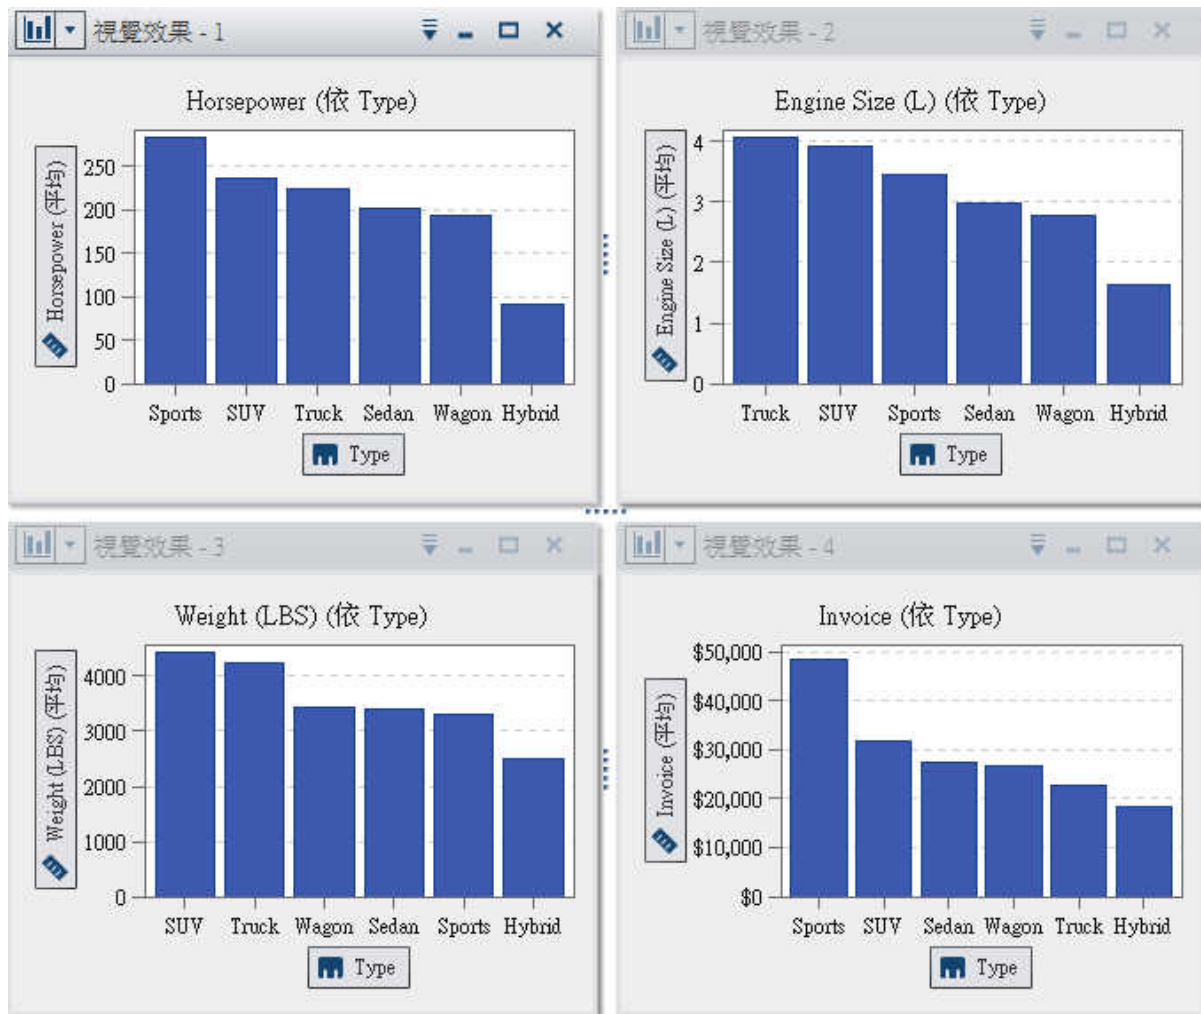 視覺效果 - 1
Horsepower (依 Type)
Horsepower (平均)
250
200
150
100
50
0
Sports SUV Truck Sedan Wagon Hybrid
Type
視覺效果 - 2
Engine Size (L) (依 Type)
Engine Size (L) (平均)
4
3
2
1
0
Truck SUV Sports Sedan Wagon Hybrid
Type
視覺效果 - 3
Weight (LBS) (依 Type)
Weight (LBS) (平均)
4000
3000
2000
1000
0
SUV Truck Wagon Sedan Sports Hybrid
Type
視覺效果 - 4
Invoice (依 Type)
Invoice (平均)
$50,000
$40,000
$30,000
$20,000
$10,000
$0
Sports SUV Sedan Wagon Truck Hybrid
Type